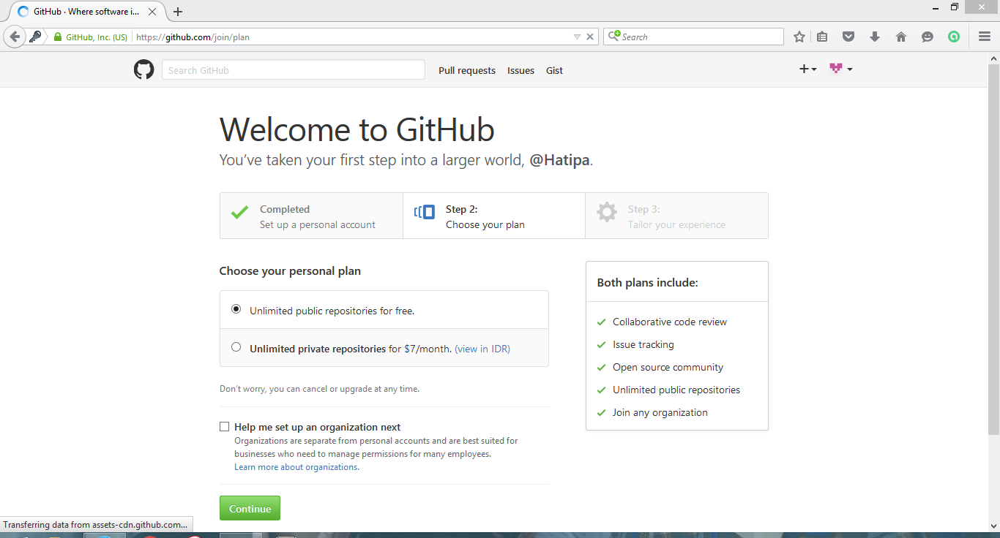 GitHub · Where software i...
GitHub, Inc. (US) https://github.com/join/plan
Search
Search GitHub
Pull requests Issues Gist
Welcome to GitHub
You’ve taken your first step into a larger world, @Hatipa.
Completed
Set up a personal account
Step 2:
Choose your plan
Step 3:
Tailor your experience
Choose your personal plan
Unlimited public repositories for free.
Unlimited private repositories for $7/month. (view in IDR)
Don’t worry, you can cancel or upgrade at any time.
Help me set up an organization next
Organizations are separate from personal accounts and are best suited for
businesses who need to manage permissions for many employees.
Learn more about organizations.
Continue
Both plans include:
Collaborative code review
Issue tracking
Open source community
Unlimited public repositories
Join any organization
Transferring data from assets-cdn.github.com...